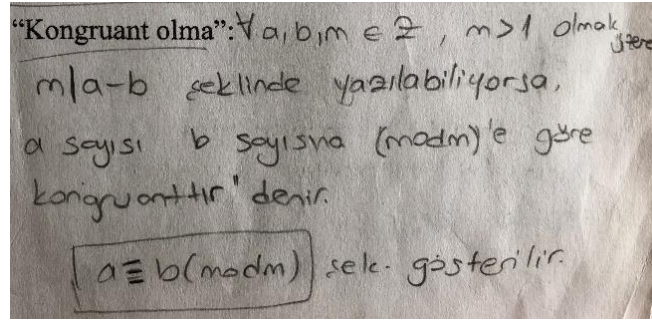 “Kongruant olma”: ∀ a,b,m ∈ Z, m>1 olmak üzere
m|a-b şeklinde yazılabiliyorsa,
a sayısı b sayısına (modm)'e göre
kongruanttır" denir.
a≡b(modm) şek. gösterilir.